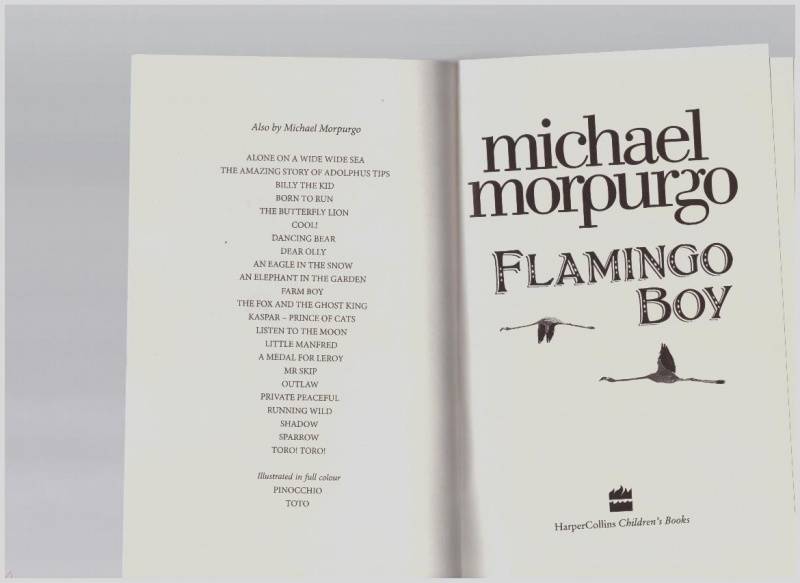 Also by Michael Morpurgo
ALONE ON A WIDE WIDE SEA
THE AMAZING STORY OF ADOLPHUS TIPS
BILLY THE KID
BORN TO RUN
THE BUTTERFLY LION
COOL!
DANCING BEAR
DEAR OLLY
AN EAGLE IN THE SNOW
AN ELEPHANT IN THE GARDEN
FARM BOY
THE FOX AND THE GHOST KING
KASPAR – PRINCE OF CATS
LISTEN TO THE MOON
LITTLE MANFRED
A MEDAL FOR LEROY
MR SKIP
OUTLAW
PRIVATE PEACEFUL
RUNNING WILD
SHADOW
SPARROW
TORO! TORO!
Illustrated in full colour
PINOCCHIO
TOTO
michael
morpurgo
FLAMINGO
BOY
HarperCollins Children's Books